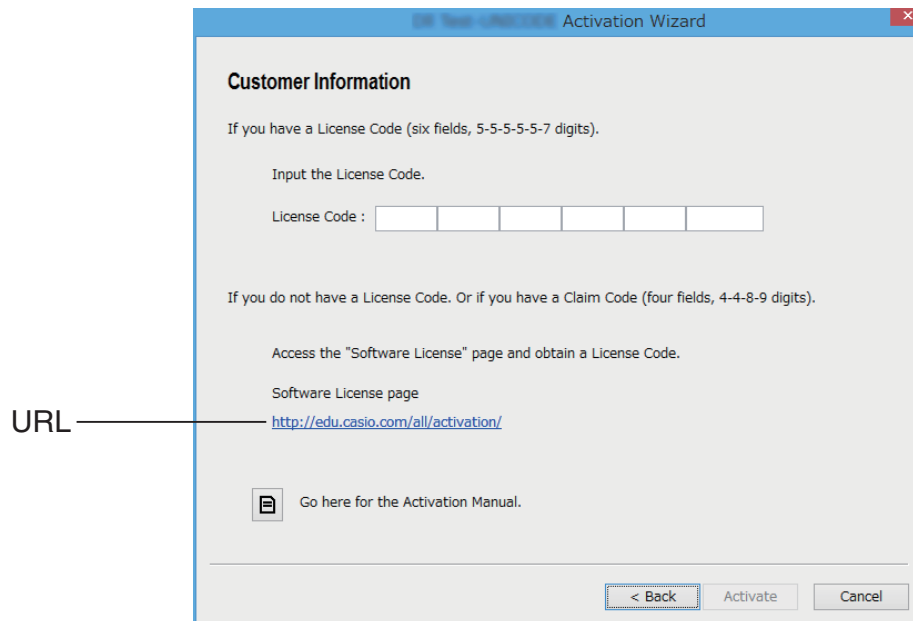 Activation Wizard
Customer Information
If you have a License Code (six fields, 5-5-5-5-5-7 digits).
Input the License Code.
License Code :
If you do not have a License Code. Or if you have a Claim Code (four fields, 4-4-8-9 digits).
Access the "Software License" page and obtain a License Code.
Software License page
URL
http://edu.casio.com/all/activation/
Go here for the Activation Manual.
< Back
Activate
Cancel